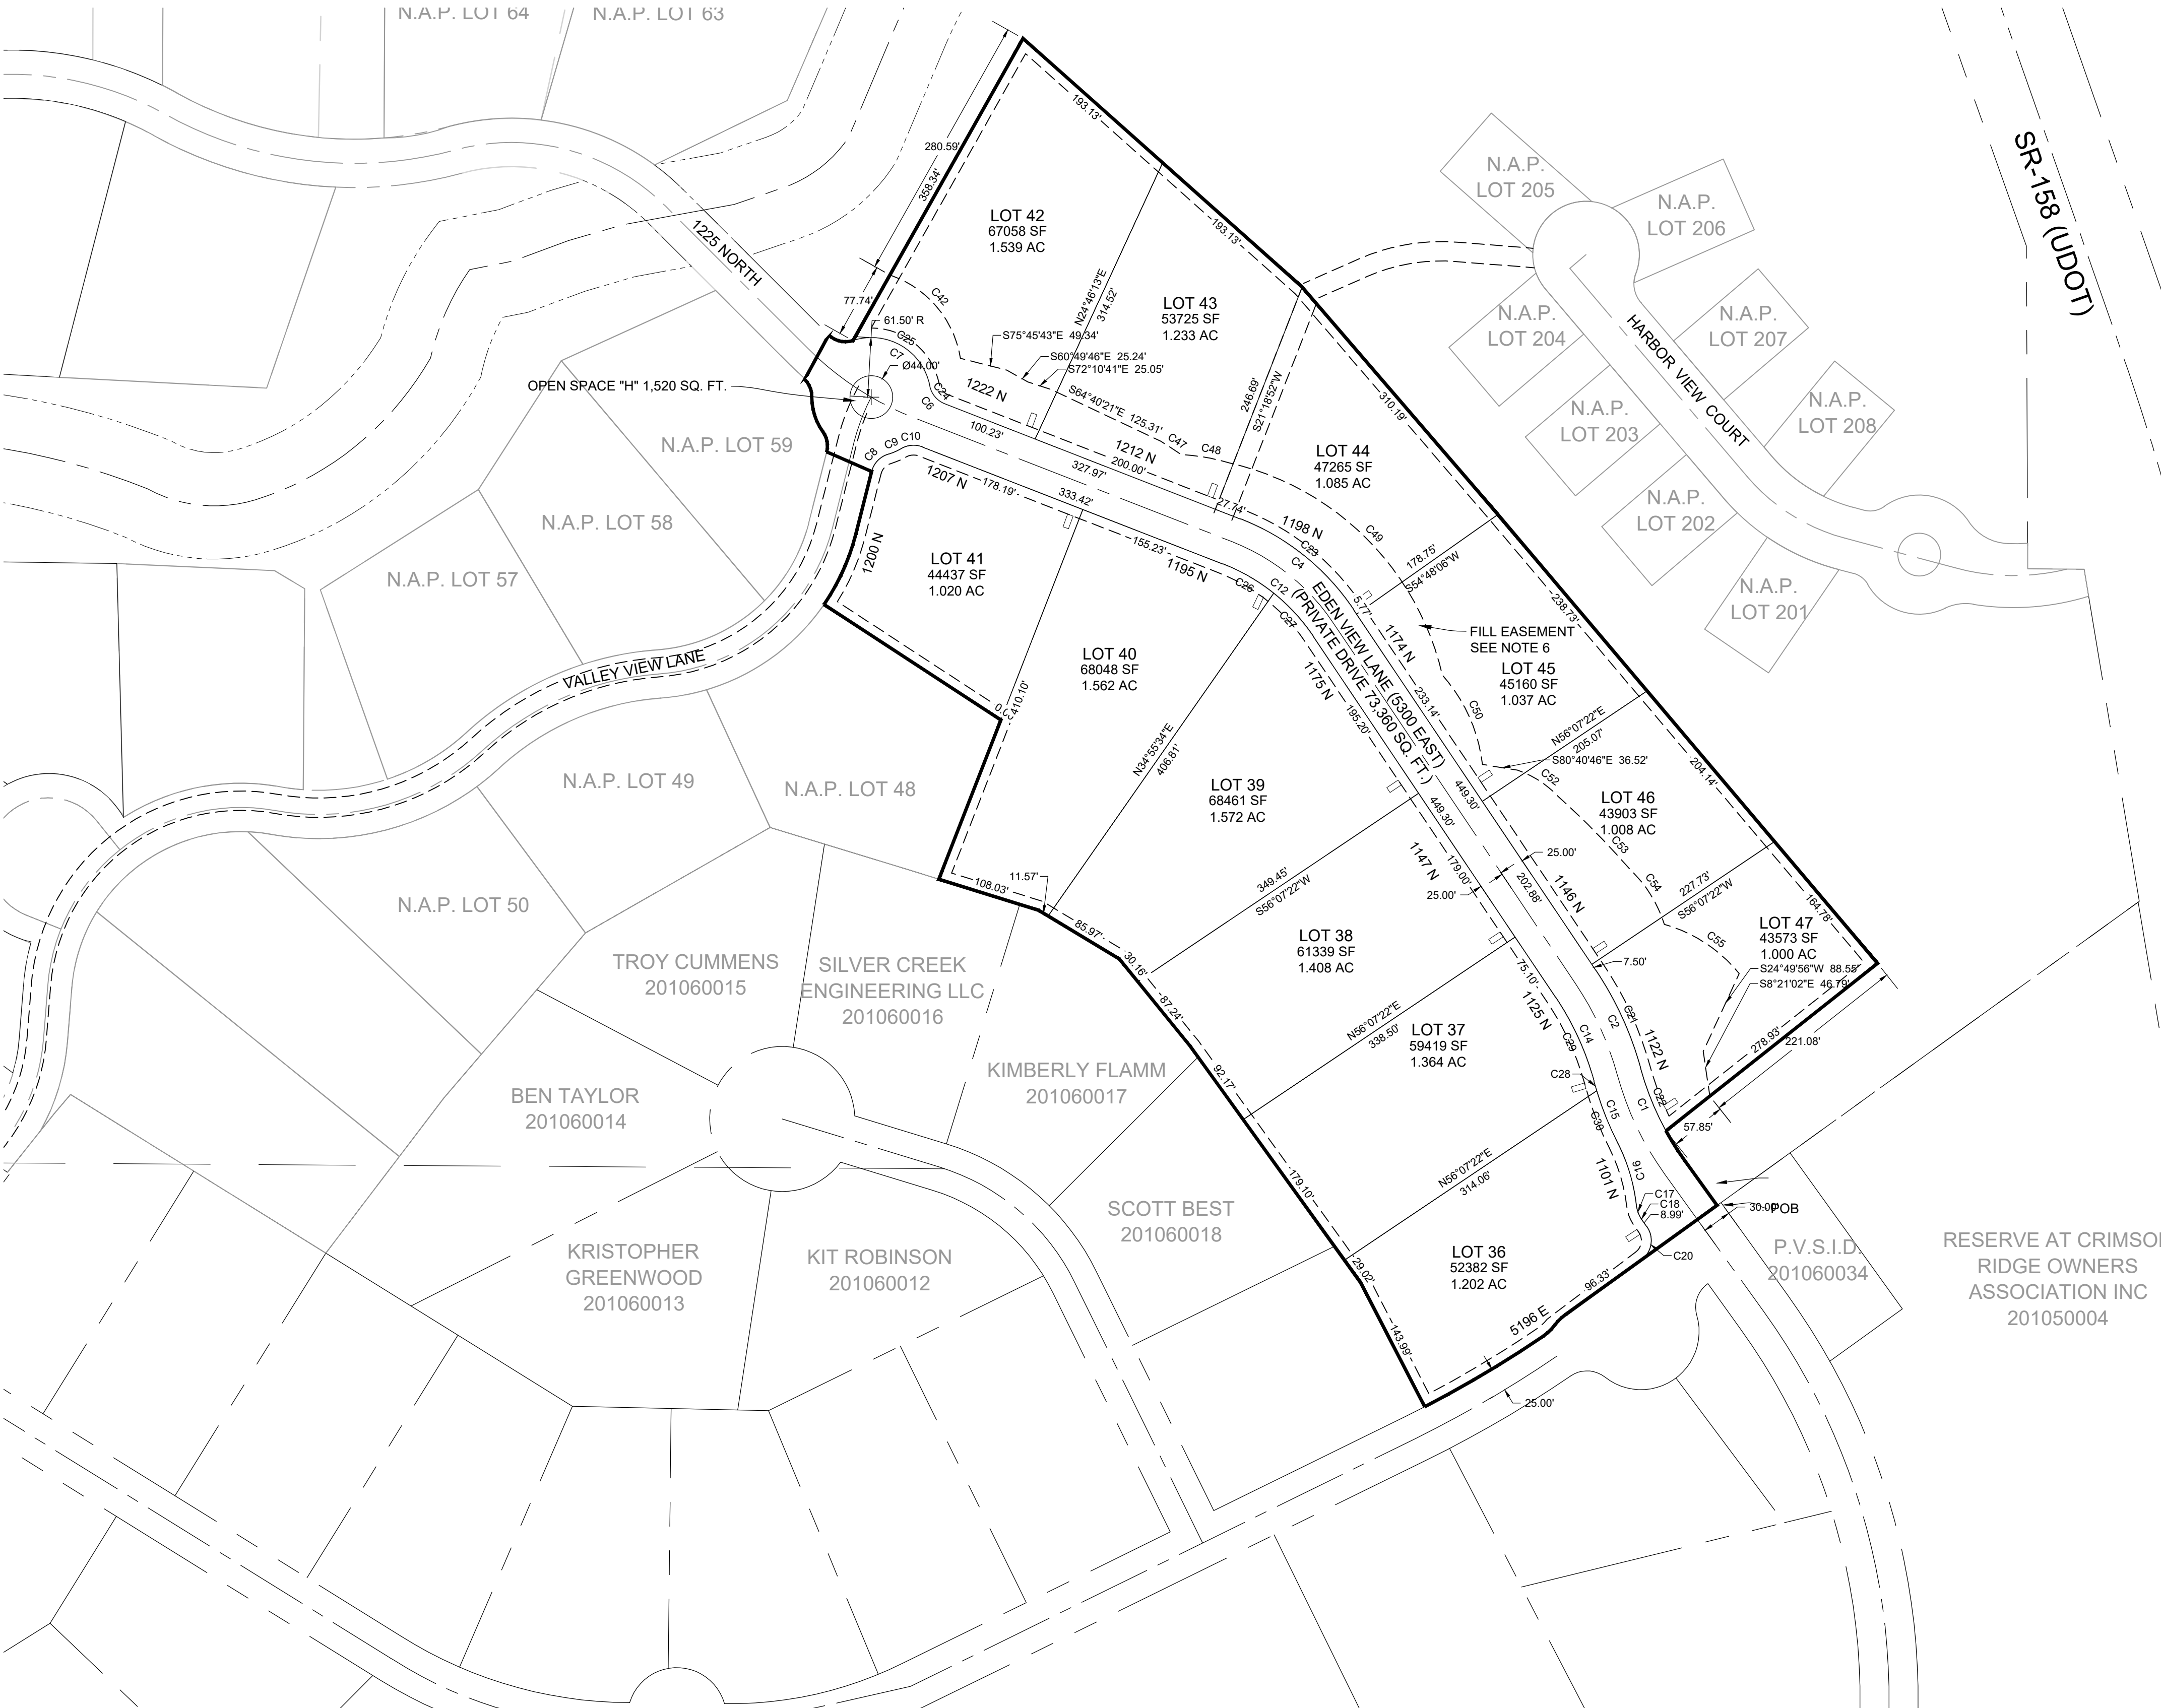 N.A.P. LOT 64
N.A.P. LOT 63
SR-158 (UDOT)
193.13'
280.59'
358.34'
LOT 42
67058 SF
1.539 AC
193.13'
N.A.P.
LOT 205
N.A.P.
LOT 206
1225 NORTH
77.74'
C42
N24°46'13"E
314.52'
LOT 43
53725 SF
1.233 AC
61.50' R
C25
C7
Ø44.00'
S75°45'43"E 49.34'
S60°49'46"E 25.24'
S72°10'41"E 25.05'
S64°40'21"E 125.31'
N.A.P.
LOT 204
N.A.P.
LOT 207
HARBOR VIEW COURT
OPEN SPACE "H" 1,520 SQ. FT.
C24
C6
1222 N
100.23'
246.69'
S21°18'52"W
310.19'
N.A.P.
LOT 203
N.A.P.
LOT 208
N.A.P. LOT 59
C8
C9
C10
1212 N
200.00'
327.97'
C47
C48
LOT 44
47265 SF
1.085 AC
1207 N
178.19'
333.42'
27.74'
1198 N
C23
C4
C49
N.A.P.
LOT 202
N.A.P. LOT 58
1200 N
LOT 41
44437 SF
1.020 AC
155.23'
1195 N
C26
C12
C27
178.75'
S54°48'06"W
5.77'
238.73'
N.A.P.
LOT 201
N.A.P. LOT 57
EDEN VIEW LANE (5300 EAST)
(PRIVATE DRIVE 73,360 SQ. FT.)
1174 N
233.14'
FILL EASEMENT
SEE NOTE 6
LOT 45
45160 SF
1.037 AC
VALLEY VIEW LANE
LOT 40
68048 SF
1.562 AC
410.10'
1175 N
195.20'
C50
N56°07'22"E
205.07'
S80°40'46"E 36.52'
N34°55'34"E
406.81'
204.14'
N.A.P. LOT 49
N.A.P. LOT 48
LOT 39
68461 SF
1.572 AC
449.30'
449.30'
C52
LOT 46
43903 SF
1.008 AC
C53
11.57'
108.03'
349.45'
S56°07'22"W
1147 N
179.00'
25.00'
25.00'
202.88'
1146 N
C54
227.73'
S56°07'22"W
164.78'
N.A.P. LOT 50
85.97'
30.16'
LOT 38
61339 SF
1.408 AC
7.50'
C55
LOT 47
43573 SF
1.000 AC
S24°49'56"W 88.55'
S8°21'02"E 46.79'
TROY CUMMENS
201060015
SILVER CREEK
ENGINEERING LLC
201060016
87.24'
N56°07'22"E
338.50'
75.10'
1125 N
LOT 37
59419 SF
1.364 AC
C29
C14
C2
C21
1122 N
278.93'
221.08'
KIMBERLY FLAMM
201060017
92.17'
C28
C15
C30
C1
C22
57.85'
BEN TAYLOR
201060014
179.10'
N56°07'22"E
314.06'
1101 N
C16
C17
C18
8.99'
30.00'
POB
SCOTT BEST
201060018
C20
P.V.S.I.D.
201060034
KRISTOPHER
GREENWOOD
201060013
KIT ROBINSON
201060012
LOT 36
52382 SF
1.202 AC
29.02'
96.33'
5196 E
143.99'
25.00'
RESERVE AT CRIMSO
RIDGE OWNERS
ASSOCIATION INC
201050004